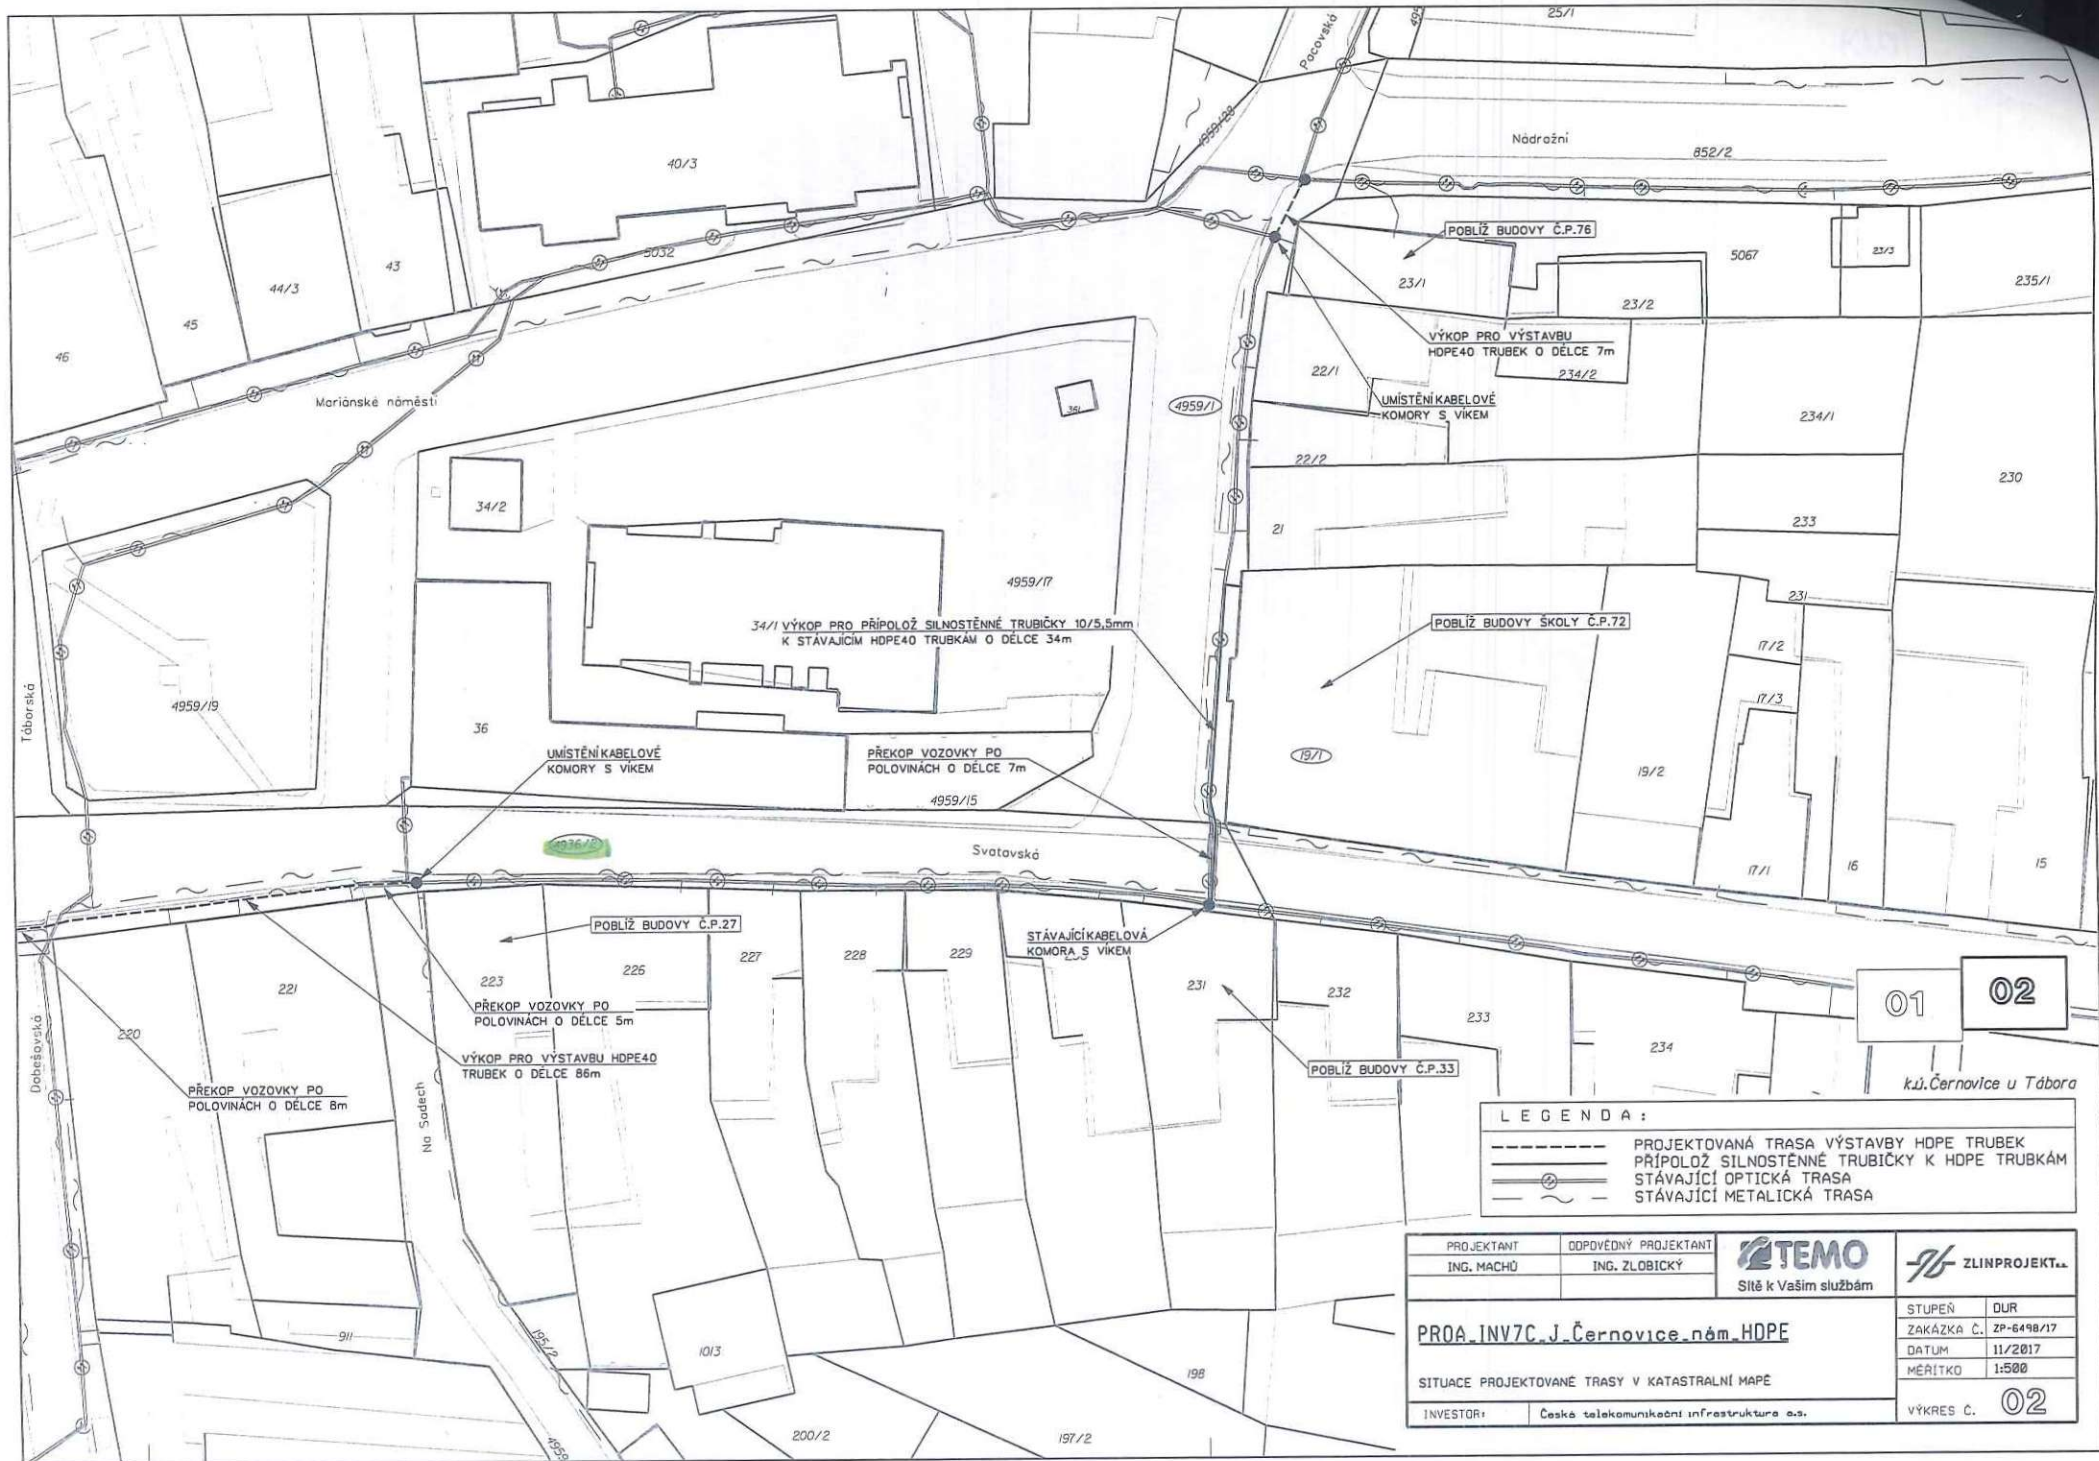 25/1
Pacovská
Nádražní
852/2
4959/28
40/3
5032
POBLÍŽ BUDOVY Č.P.76
5067
23/3
235/1
23/1
23/2
43
44/3
45
46
1
VÝKOP PRO VÝSTAVBU
HDPE40 TRUBEK O DÉLCE 7m
234/2
22/1
UMÍSTĚNÍ KABELOVÉ
KOMORY S VÍKEM
Mariánské náměstí
361
4959/1
234/1
22/2
230
34/2
21
233
4959/17
231
34/1
VÝKOP PRO PŘÍPOLOŽ SILNOSTĚNNÉ TRUBIČKY 10/5,5mm
K STÁVAJÍCÍM HDPE40 TRUBKÁM O DÉLCE 34m
POBLÍŽ BUDOVY ŠKOLY Č.P.72
17/2
17/3
Táborská
4959/19
36
UMÍSTĚNÍ KABELOVÉ
KOMORY S VÍKEM
PŘEKOP VOZOVKY PO
POLOVINÁCH O DÉLCE 7m
19/1
19/2
4959/15
Svatavská
17/1
16
15
POBLÍŽ BUDOVY Č.P.27
STÁVAJÍCÍ KABELOVÁ
KOMORA S VÍKEM
221
223
226
227
228
229
231
232
233
234
220
PŘEKOP VOZOVKY PO
POLOVINÁCH O DÉLCE 5m
VÝKOP PRO VÝSTAVBU HDPE40
TRUBEK O DÉLCE 86m
PŘEKOP VOZOVKY PO
POLOVINÁCH O DÉLCE 8m
Dobešovská
Na Sadech
POBLÍŽ BUDOVY Č.P.33
01
02
k.ú. Černovice u Tábora
911
195/2
1013
198
200/2
197/2
4959
LEGENDA:
PROJEKTOVANÁ TRASA VÝSTAVBY HDPE TRUBEK
PŘÍPOLOŽ SILNOSTĚNNÉ TRUBIČKY K HDPE TRUBKÁM
STÁVAJÍCÍ OPTICKÁ TRASA
STÁVAJÍCÍ METALICKÁ TRASA
PROJEKTANT
ODPOVĚDNÝ PROJEKTANT
ING. MACHŮ
ING. ZLOBICKÝ
TEMO
Sítě k Vašim službám
ZLINPROJEKT a.s.
PROA_INV7C_J_Černovice_nám_HDPE
SITUACE PROJEKTOVANÉ TRASY V KATASTRALNÍ MAPĚ
INVESTOR: Česká telekomunikační infrastruktura a.s.
STUPEŇ DUR
ZAKÁZKA Č. ZP-6498/17
DATUM 11/2017
MĚŘÍTKO 1:500
VÝKRES Č. 02